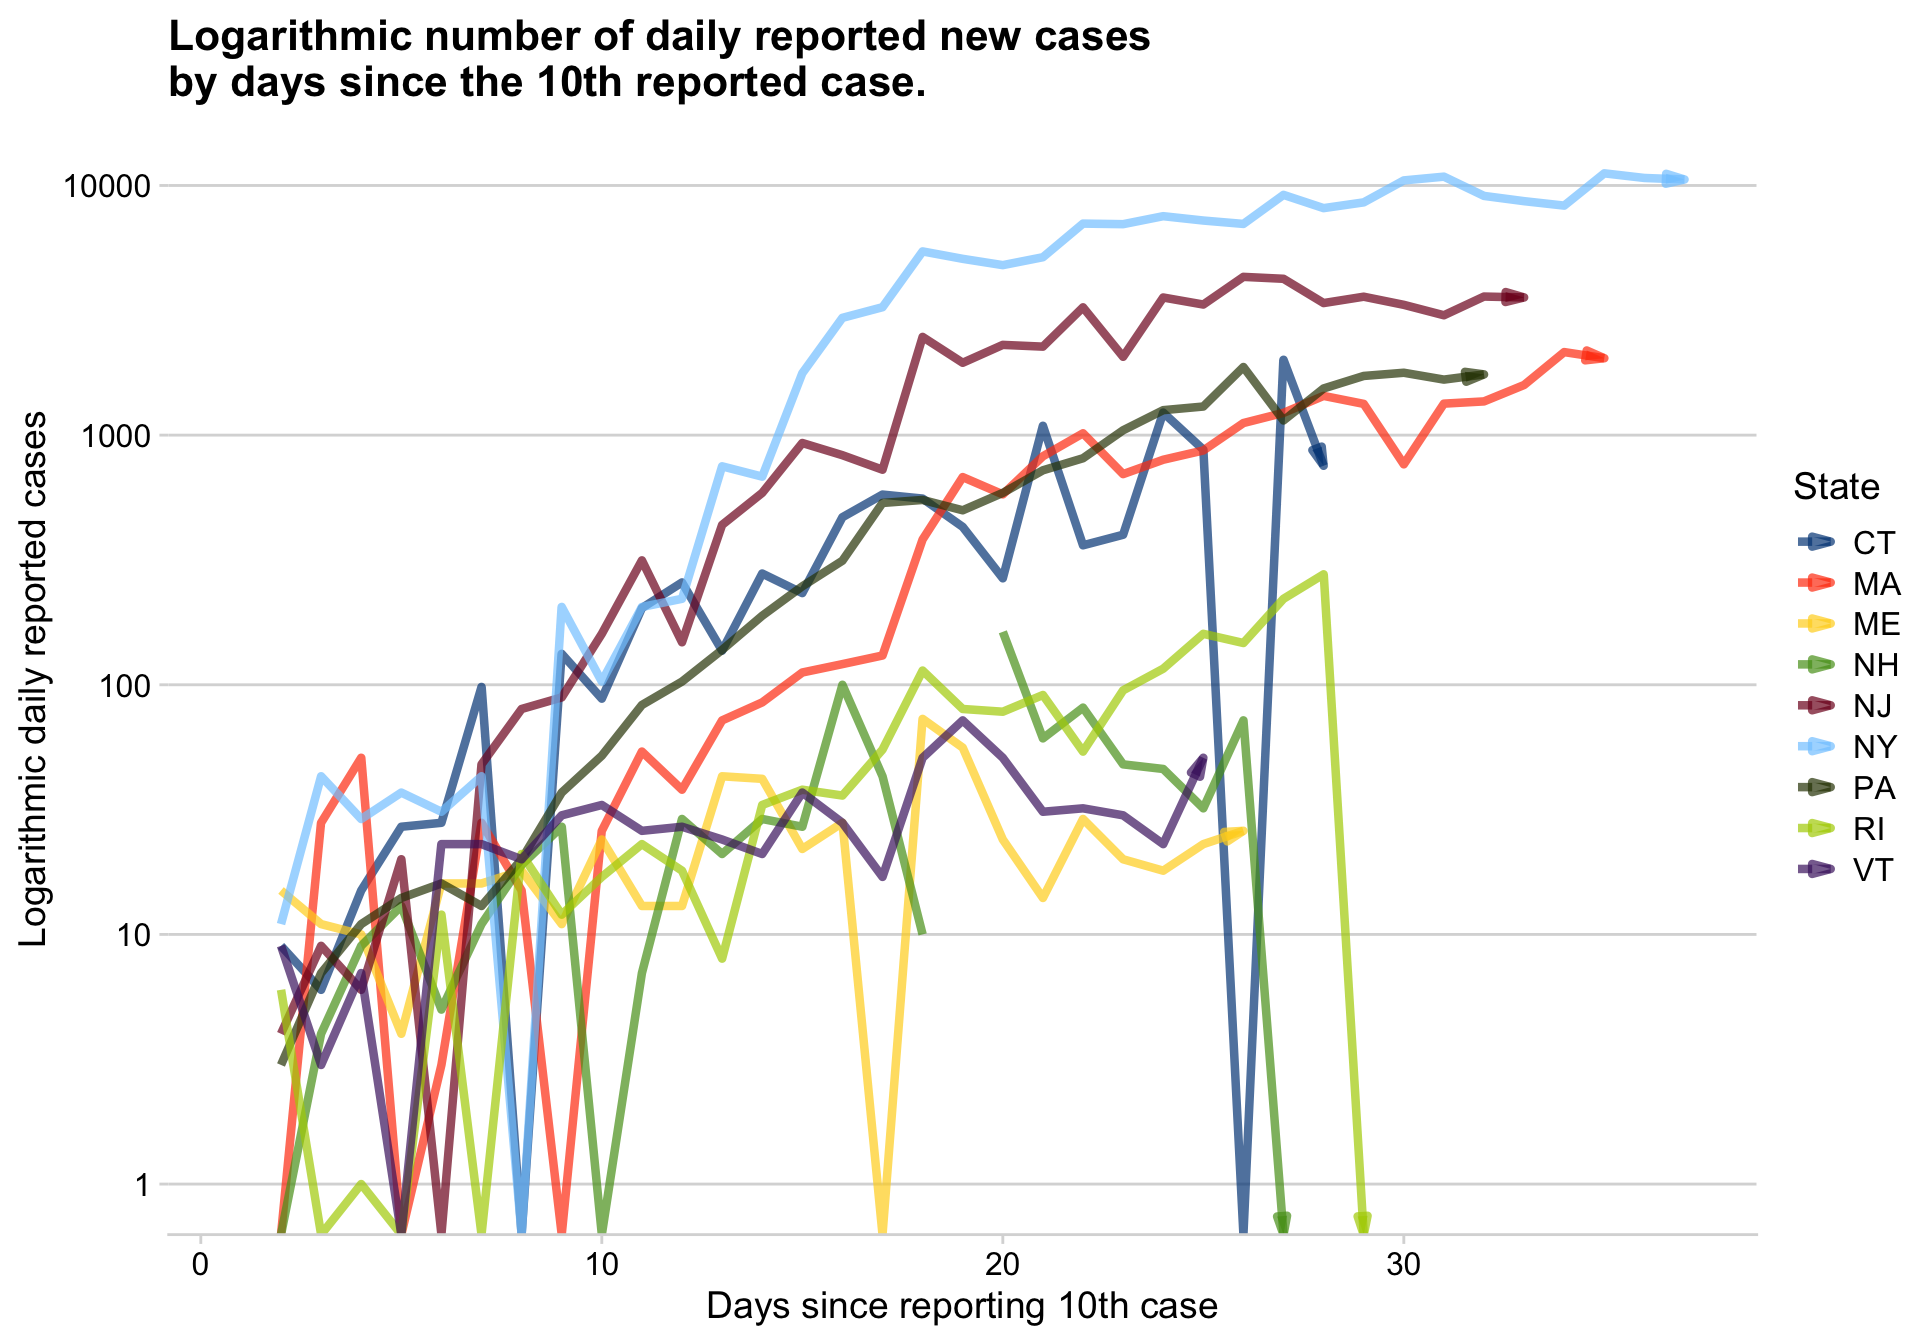 Logarithmic number of daily reported new cases
by days since the 10th reported case.
Logarithmic daily reported cases
10000
1000
100
10
1
0
10
20
30
Days since reporting 10th case
State
CT
MA
ME
NH
NJ
NY
PA
RI
VT